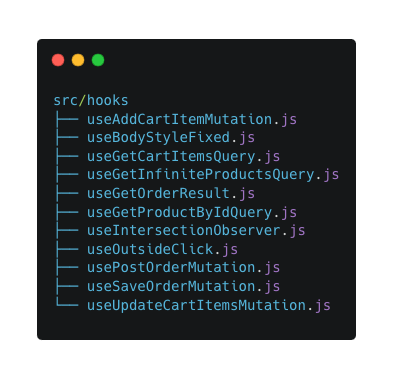 src/hooks
├── useAddCartItemMutation.js
├── useBodyStyleFixed.js
├── useGetCartItemsQuery.js
├── useGetInfiniteProductsQuery.js
├── useGetOrderResult.js
├── useGetProductByIdQuery.js
├── useIntersectionObserver.js
├── useOutsideClick.js
├── usePostOrderMutation.js
├── useSaveOrderMutation.js
└── useUpdateCartItemsMutation.js